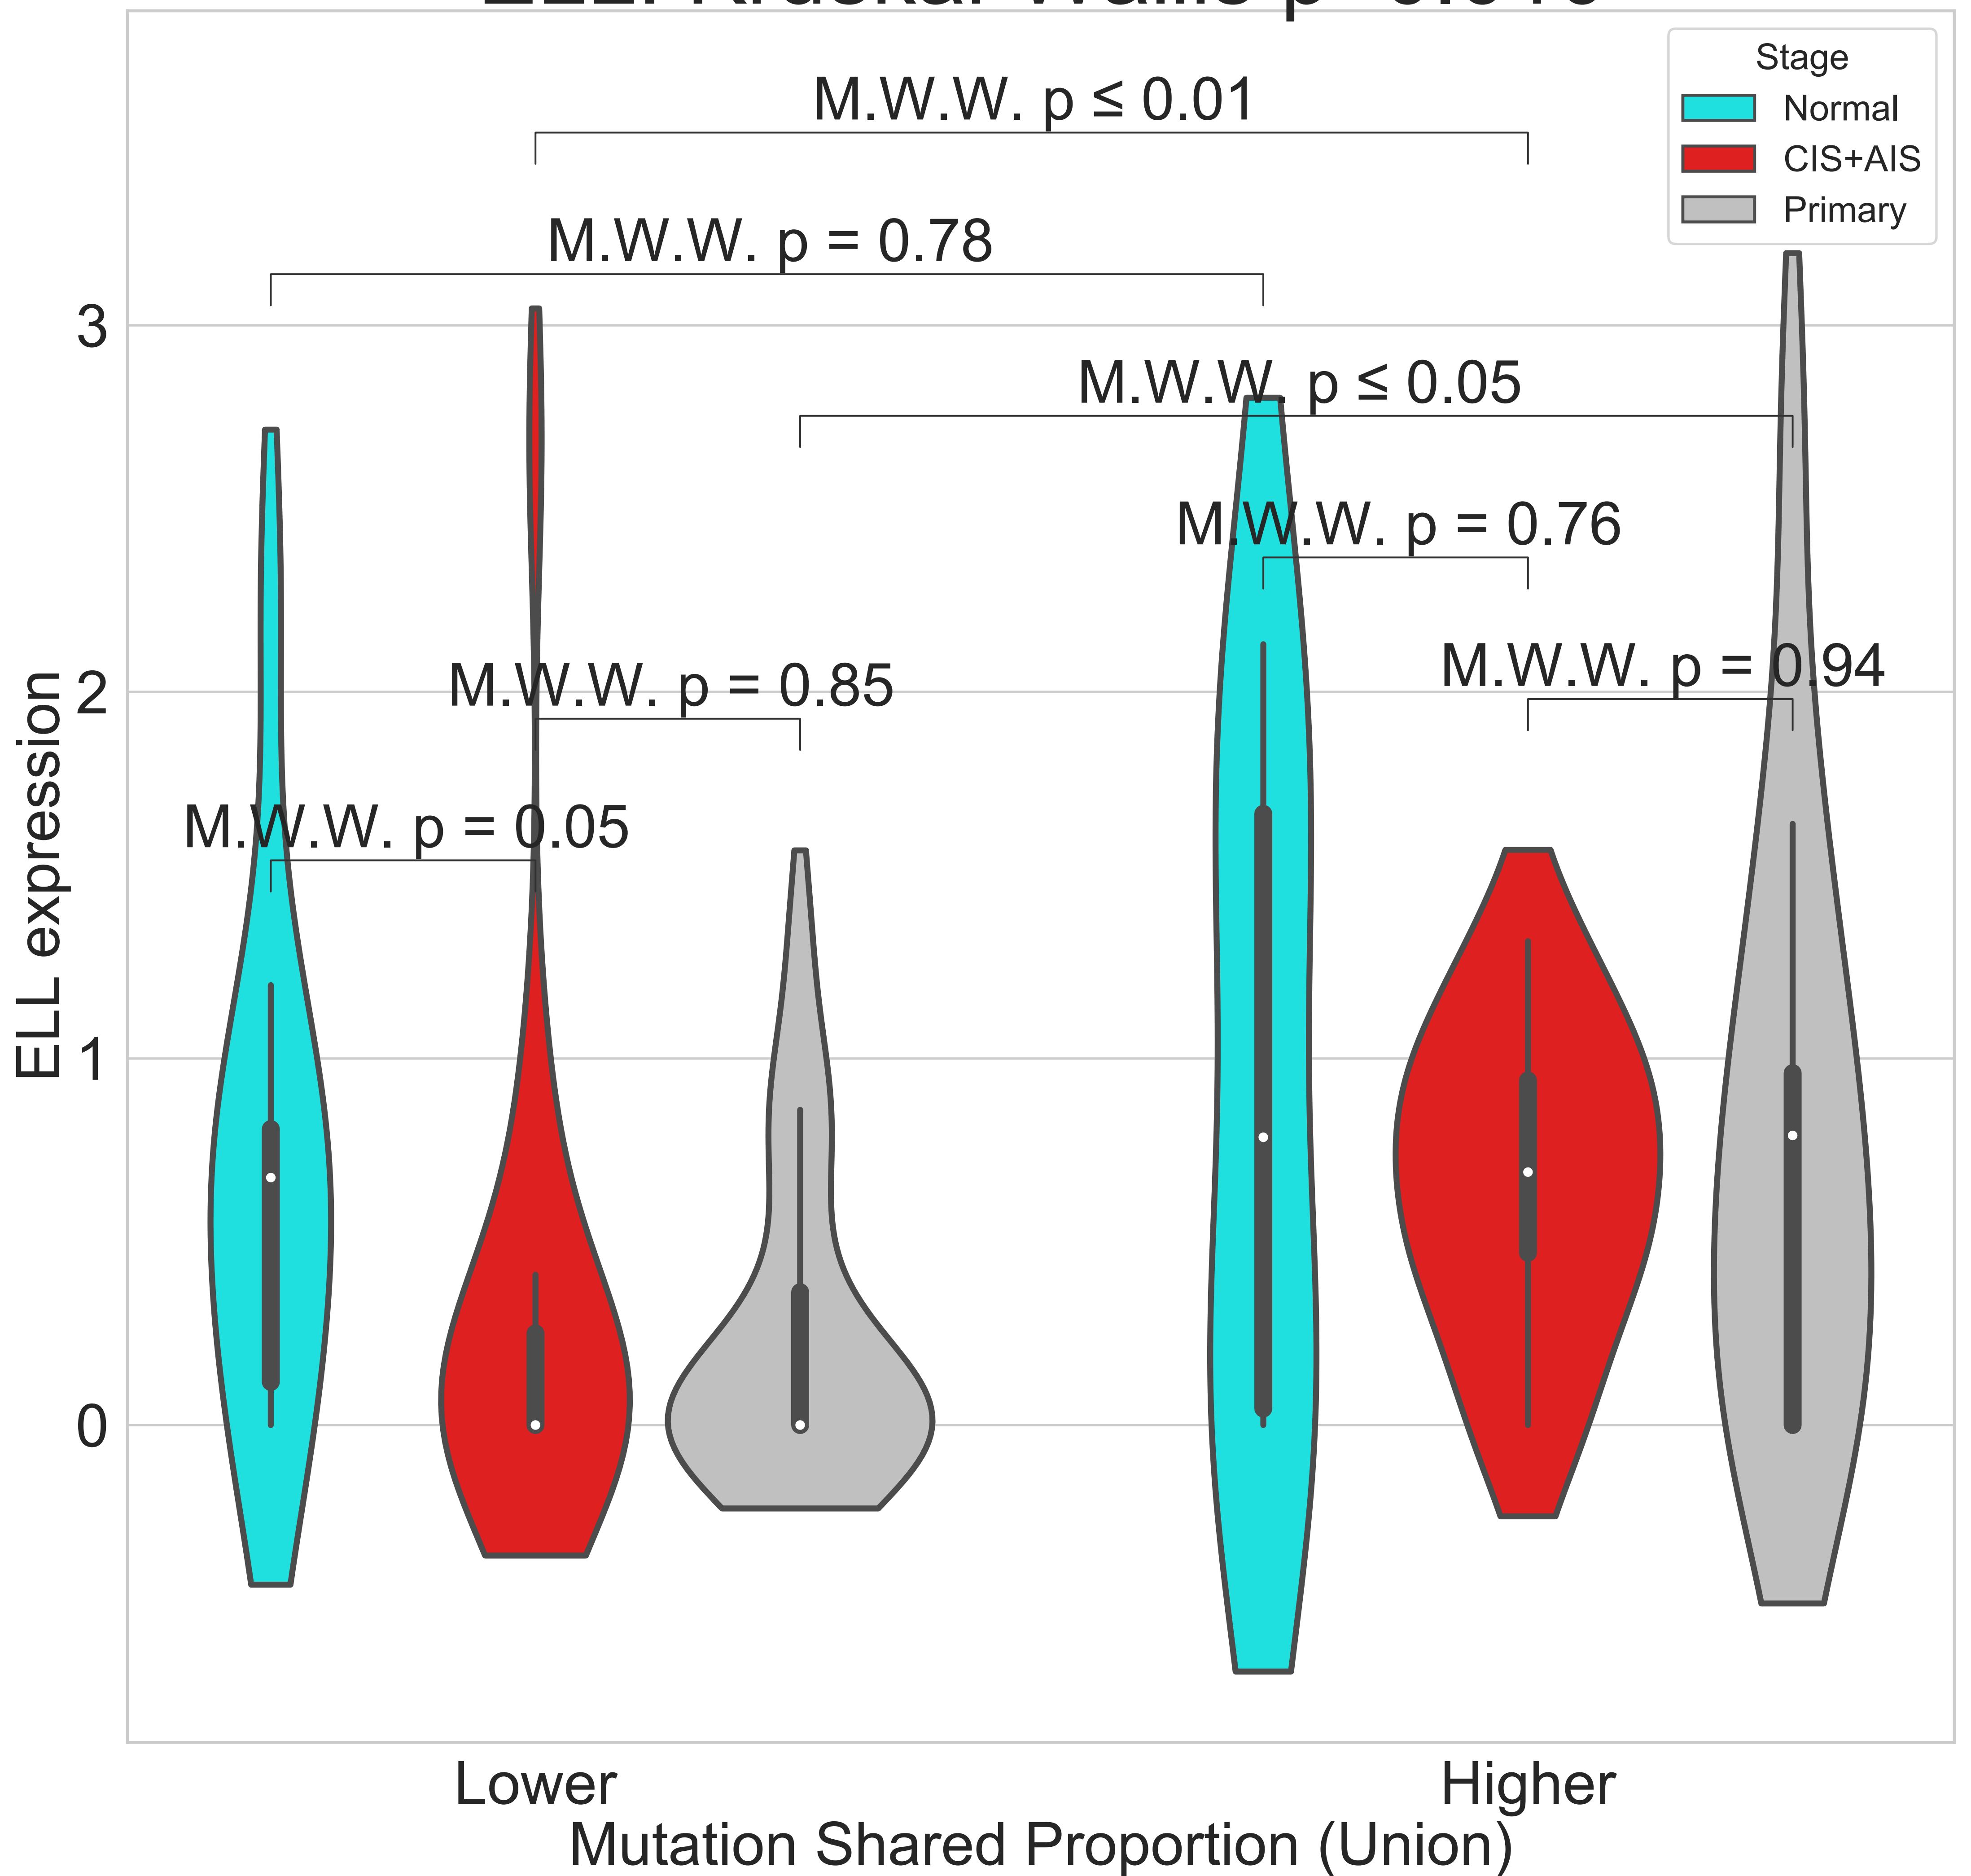 Stage
Normal
CIS+AIS
Primary
M.W.W. p ≤ 0.01
M.W.W. p = 0.78
M.W.W. p ≤ 0.05
M.W.W. p = 0.76
M.W.W. p = 0.94
M.W.W. p = 0.85
M.W.W. p = 0.05
3
2
1
0
ELL expression
Lower
Higher
Mutation Shared Proportion (Union)